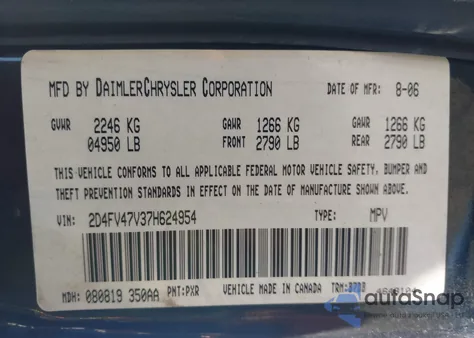 MFD BY DAIMLERCHRYSLER CORPORATION DATE OF MFR: 8-06
GVWR 2246 KG GAWR 1266 KG GAWR 1266 KG
04950 LB FRONT 2790 LB REAR 2790 LB
THIS VEHICLE CONFORMS TO ALL APPLICABLE FEDERAL MOTOR VEHICLE SAFETY, BUMPER AND
THEFT PREVENTION STANDARDS IN EFFECT ON THE DATE OF MANUFACTURE SHOWN ABOVE.
VIN: 2D4FV47V37H624954 TYPE: MPV
MDH: 080819 350AA PNT:PXR VEHICLE MADE IN CANADA TRM:
autoSnap